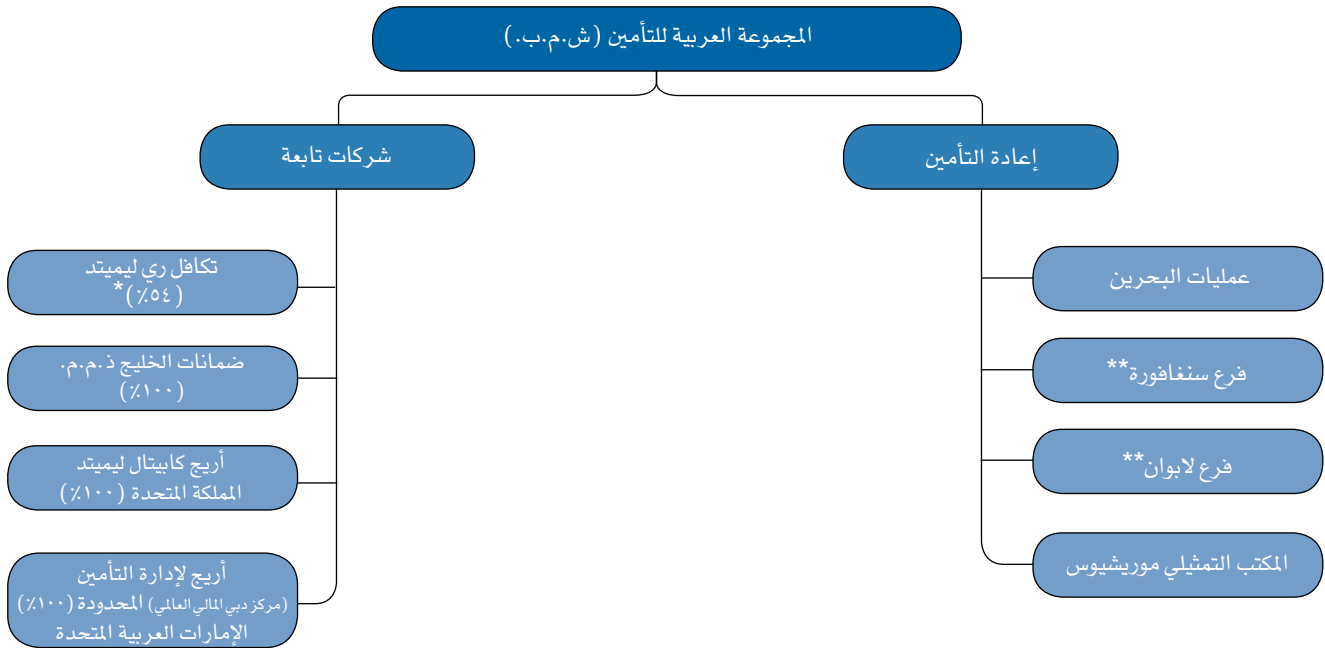 المجموعة العربية للتأمين (ش.م.ب.)
إعادة التأمين
عمليات البحرين
فرع سنغافورة**
فرع لابوان**
المكتب التمثيلي موريشيوس
شركات تابعة
تكافل ري ليميتد
(٥٤٪)*
ضمانات الخليج ذ.م.م.
(١٠٠٪)
أريج كابيتال ليميتد
المملكة المتحدة (١٠٠٪)
أريج لإدارة التأمين
(مركز دبي المالي العالمي) المحدودة (١٠٠٪)
الإمارات العربية المتحدة